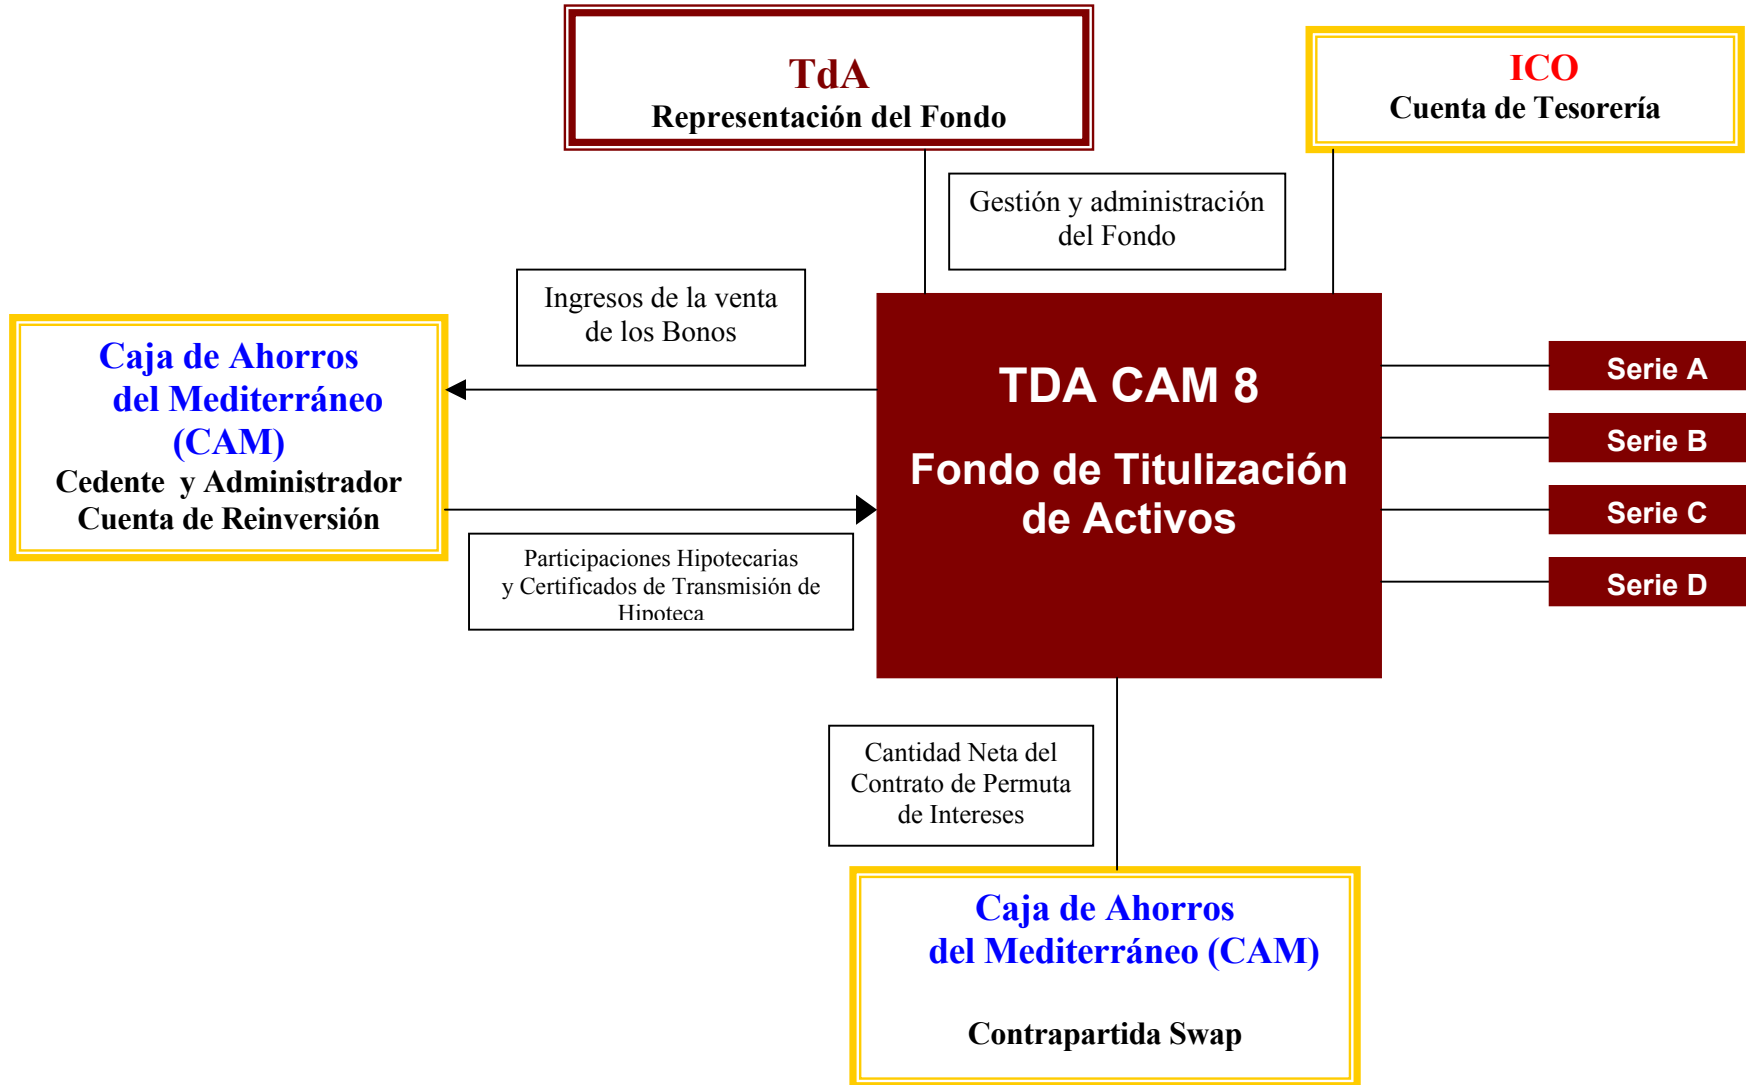 TdA
Representación del Fondo
ICO
Cuenta de Tesorería
Gestión y administración
del Fondo
Ingresos de la venta
de los Bonos
Caja de Ahorros
del Mediterráneo
(CAM)
Cedente y Administrador
Cuenta de Reinversión
TDA CAM 8
Fondo de Titulización
de Activos
Serie A
Serie B
Serie C
Serie D
Participaciones Hipotecarias
y Certificados de Transmisión de
Hipoteca
Cantidad Neta del
Contrato de Permuta
de Intereses
Caja de Ahorros
del Mediterráneo (CAM)
Contrapartida Swap